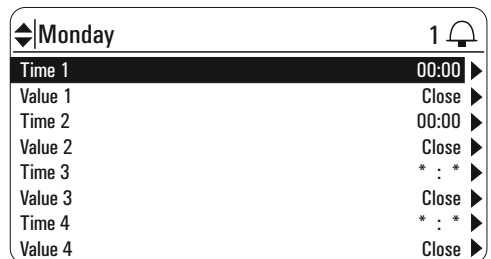 Monday 1
Time 1 00:00
Value 1 Close
Time 2 00:00
Value 2 Close
Time 3 * : *
Value 3 Close
Time 4 * : *
Value 4 Close